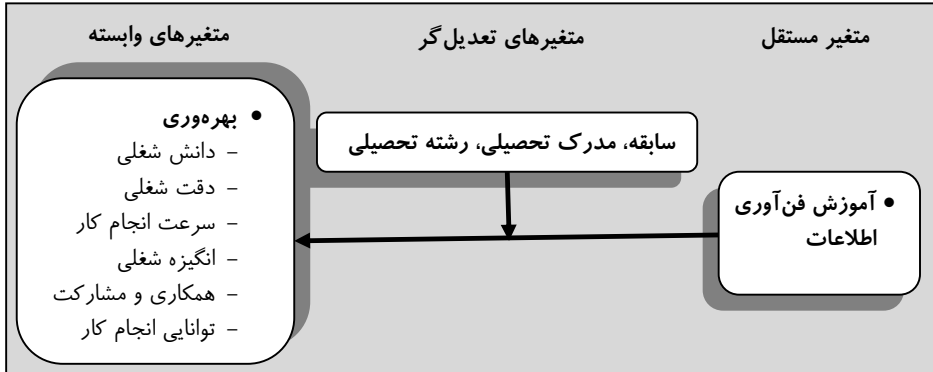 متغیر مستقل
متغیرهای تعدیل‌گر
متغیرهای وابسته
• آموزش فن‌آوری
اطلاعات
سابقه، مدرک تحصیلی، رشته تحصیلی
• بهره‌وری
- دانش شغلی
- دقت شغلی
- سرعت انجام کار
- انگیزه شغلی
- همکاری و مشارکت
- توانایی انجام کار